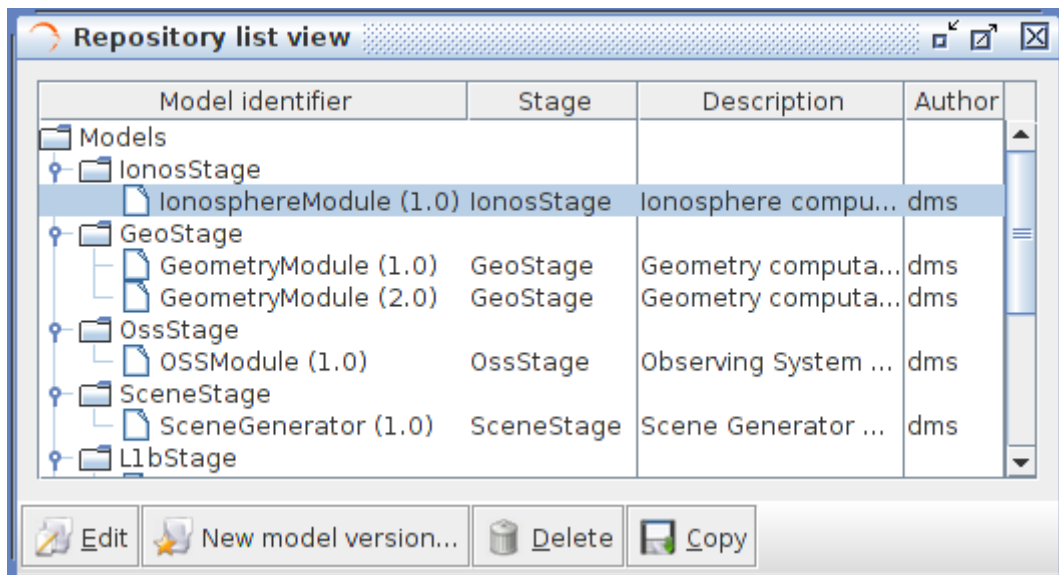 Repository list view
Model identifier Stage Description Author
Models
IonosStage
IonosphereModule (1.0) IonosStage Ionosphere compu... dms
GeoStage
GeometryModule (1.0) GeoStage Geometry computa... dms
GeometryModule (2.0) GeoStage Geometry computa... dms
OssStage
OSSModule (1.0) OssStage Observing System ... dms
SceneStage
SceneGenerator (1.0) SceneStage Scene Generator ... dms
L1bStage
Edit New model version... Delete Copy